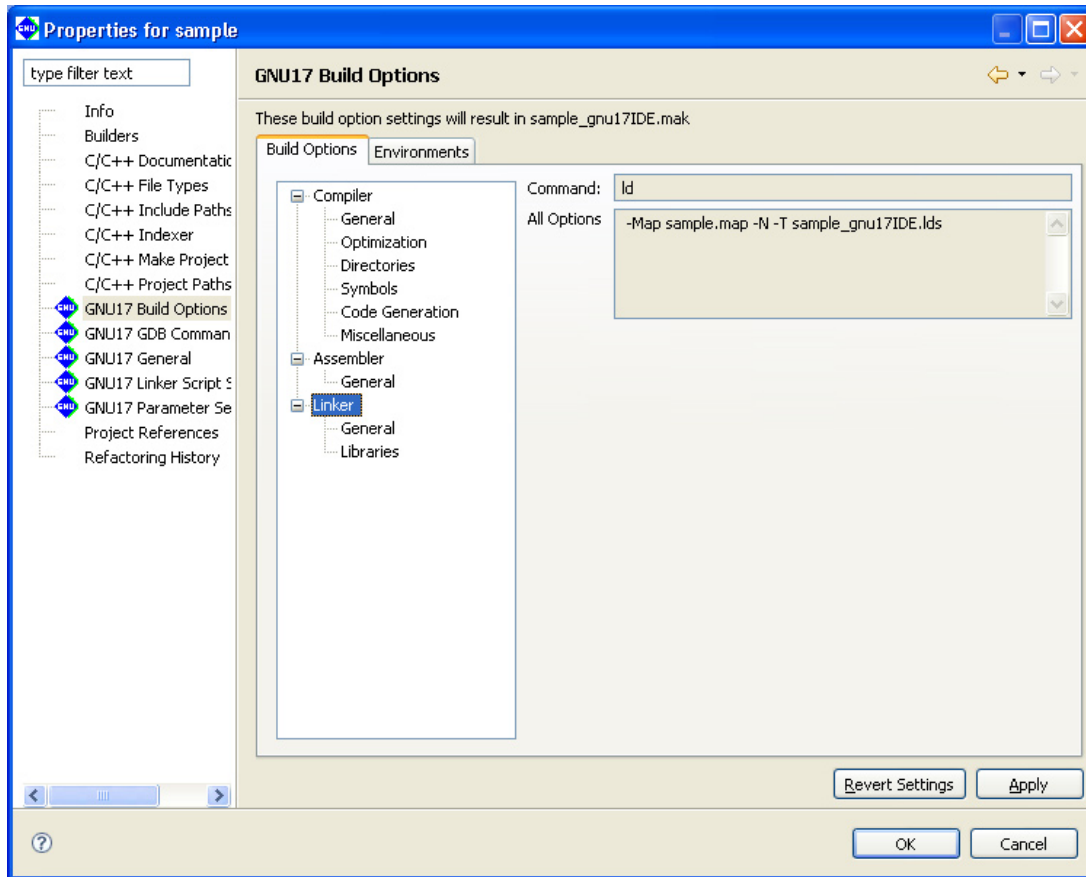 Properties for sample
type filter text
Info
Builders
C/C++ Documentatic
C/C++ File Types
C/C++ Include Paths
C/C++ Indexer
C/C++ Make Project
C/C++ Project Paths
GNU17 Build Options
GNU17 GDB Comman
GNU17 General
GNU17 Linker Script S
GNU17 Parameter Se
Project References
Refactoring History
GNU17 Build Options
These build option settings will result in sample_gnu17IDE.mak
Build Options Environments
Compiler
General
Optimization
Directories
Symbols
Code Generation
Miscellaneous
Assembler
General
Linker
General
Libraries
Command: ld
All Options -Map sample.map -N -T sample_gnu17IDE.lds
Revert Settings Apply
OK Cancel